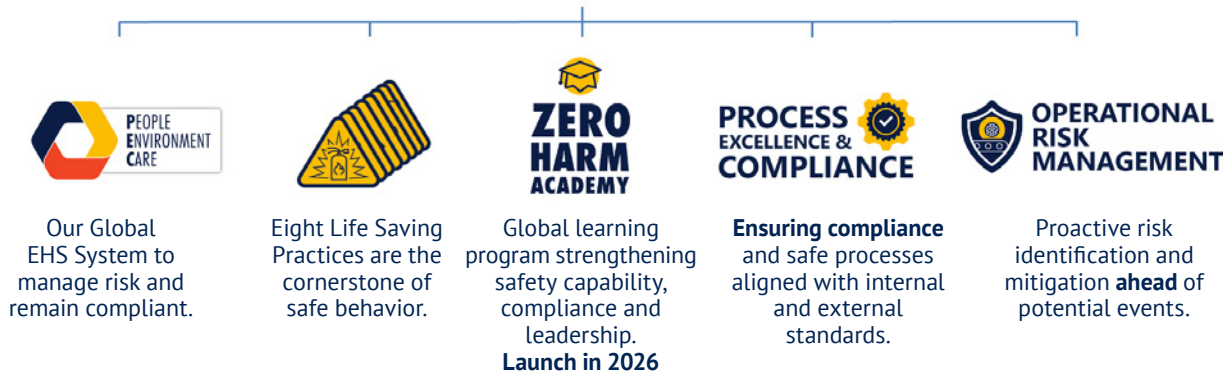 PEOPLE
ENVIRONMENT
CARE
Our Global
EHS System to
manage risk and
remain compliant.
Eight Life Saving
Practices are the
cornerstone of
safe behavior.
ZERO
HARM
ACADEMY
Global learning
program strengthening
safety capability,
compliance and
leadership.
Launch in 2026
PROCESS
EXCELLENCE &
COMPLIANCE
Ensuring compliance
and safe processes
aligned with internal
and external
standards.
OPERATIONAL
RISK
MANAGEMENT
Proactive risk
identification and
mitigation ahead of
potential events.